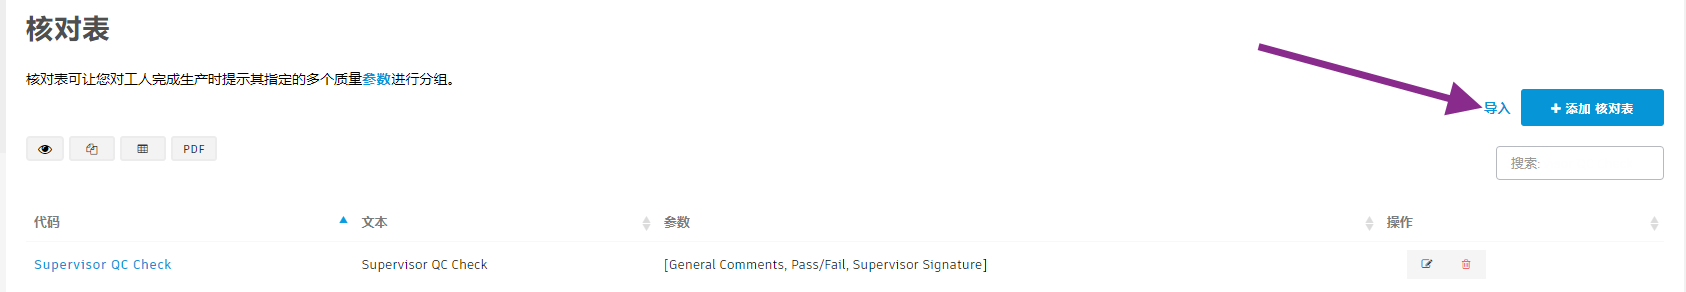 核对表
核对表可让您对工人完成生产时提示其指定的多个质量参数进行分组。
导入
添加 核对表
PDF
搜索:
代码 文本 参数 操作
Supervisor QC Check Supervisor QC Check [General Comments, Pass/Fail, Supervisor Signature]